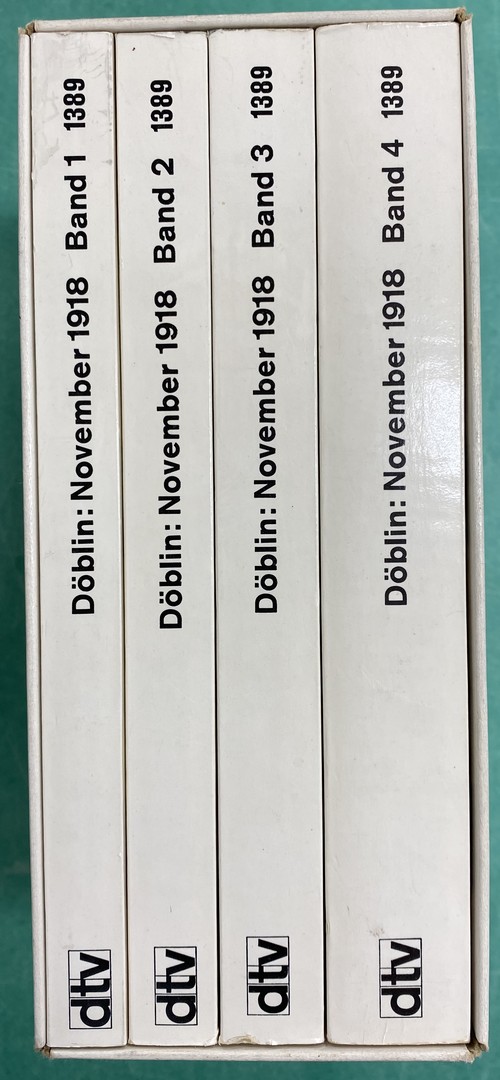 Döblin: November 1918 Band 1 1389
dtv
Döblin: November 1918 Band 2 1389
dtv
Döblin: November 1918 Band 3 1389
dtv
Döblin: November 1918 Band 4 1389
dtv